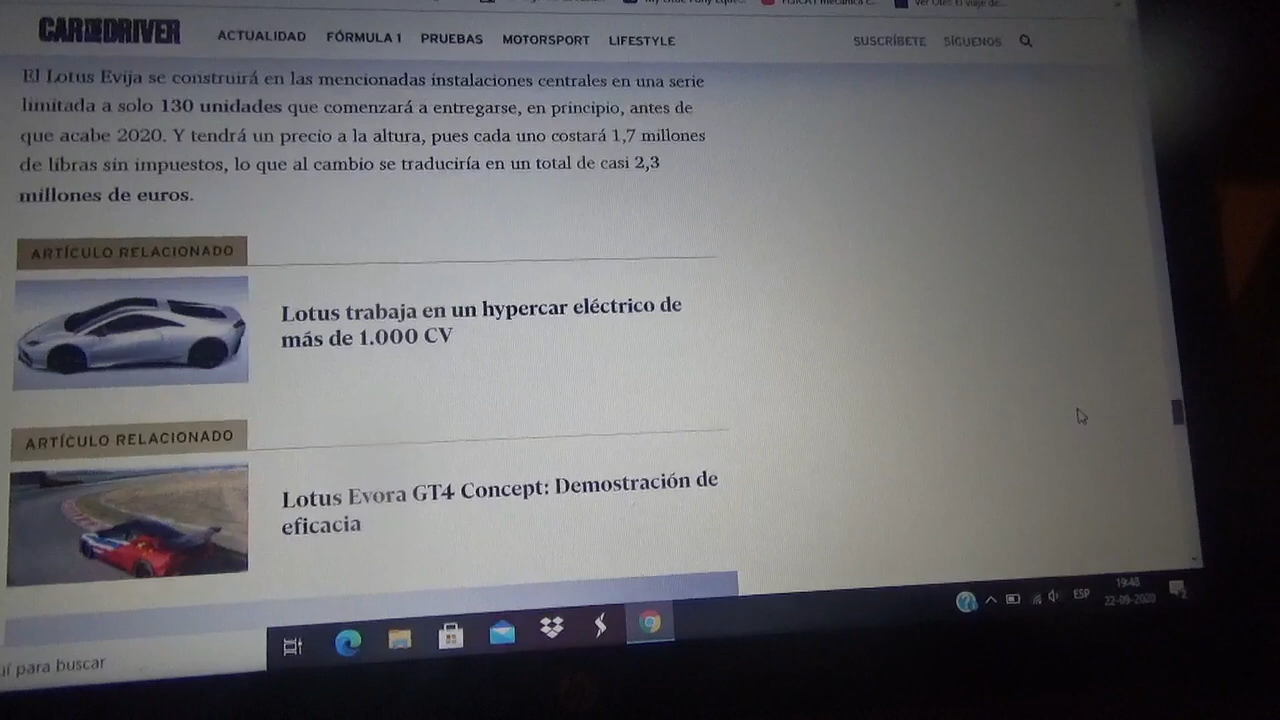 CAR AND DRIVER
ACTUALIDAD FÓRMULA 1 PRUEBAS MOTORSPORT LIFESTYLE
SUSCRÍBETE SÍGUENOS
El Lotus Evija se construirá en las mencionadas instalaciones centrales en una serie
limitada a solo 130 unidades que comenzará a entregarse, en principio, antes de
que acabe 2020. Y tendrá un precio a la altura, pues cada uno costará 1,7 millones
de libras sin impuestos, lo que al cambio se traduciría en un total de casi 2,3
millones de euros.
ARTÍCULO RELACIONADO
Lotus trabaja en un hypercar eléctrico de
más de 1.000 CV
ARTÍCULO RELACIONADO
Lotus Evora GT4 Concept: Demostración de
eficacia
para buscar
ESP
19:43
22-09-2020